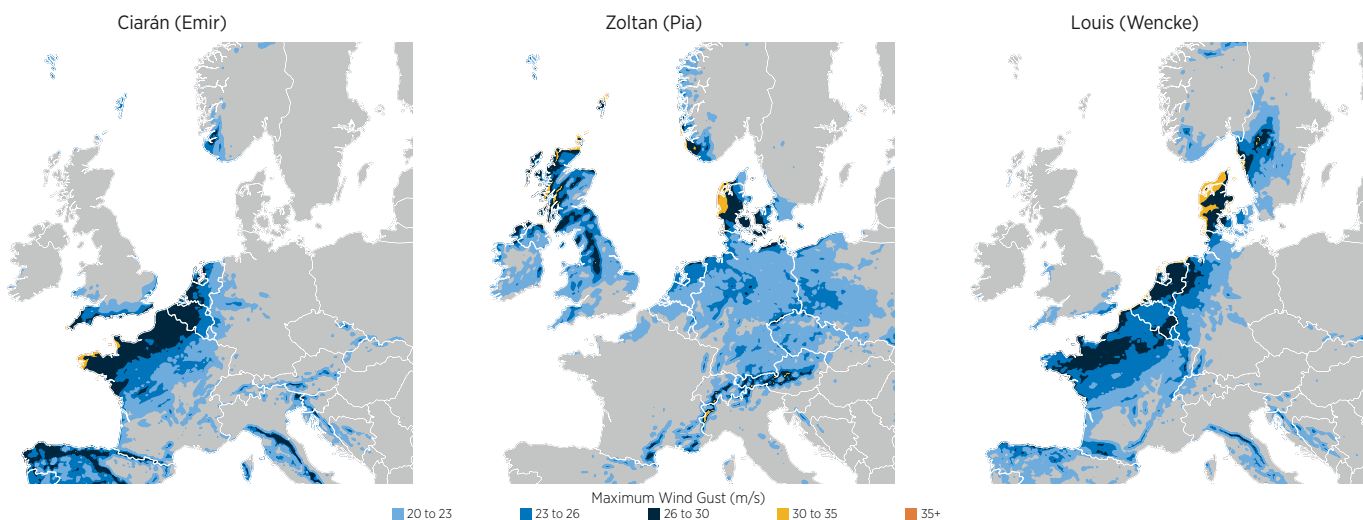 Ciarán (Emir)
Zoltan (Pia)
Louis (Wencke)
Maximum Wind Gust (m/s)
20 to 23
23 to 26
26 to 30
30 to 35
35+